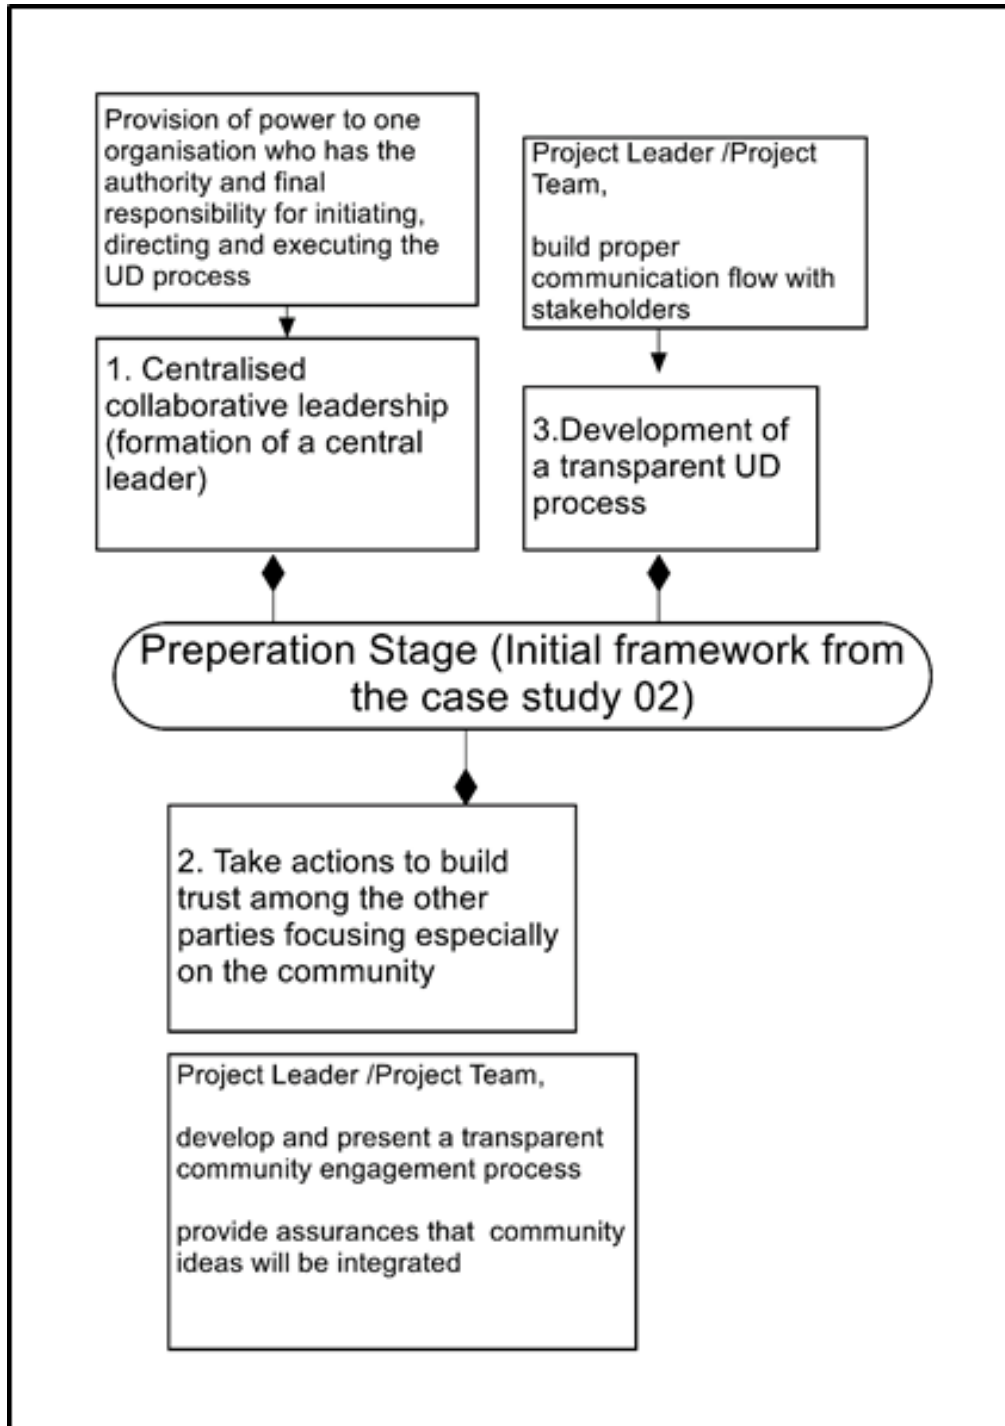 Provision of power to one
organisation who has the
authority and final
responsibility for initiating,
directing and executing the
UD process
Project Leader /Project
Team,
build proper
communication flow with
stakeholders
1. Centralised
collaborative leadership
(formation of a central
leader)
3.Development of
a transparent UD
process
Preperation Stage (Initial framework from
the case study 02)
2. Take actions to build
trust among the other
parties focusing especially
on the community
Project Leader /Project Team,
develop and present a transparent
community engagement process
provide assurances that  community
ideas will be integrated